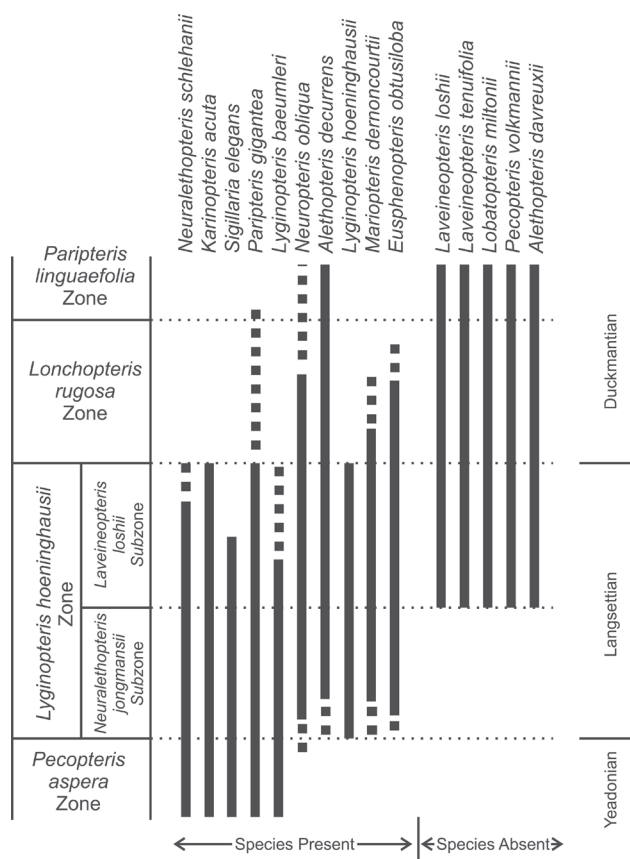 Neuralethopteris schlehanii
Karinopteris acuta
Sigillaria elegans
Paripteris gigantea
Lyginopteris baeumleri
Neuropteris obliqua
Alethopteris decurrens
Lyginopteris hoeninghausii
Mariopteris demoncourtii
Eusphenopteris obtusiloba
Laveineopteris loshii
Laveineopteris tenuifolia
Lobatopteris miltonii
Pecopteris volkmannii
Alethopteris davreuxii
Paripteris
linguaefolia
Zone
Lonchopteris
rugosa
Zone
Lyginopteris hoeninghausii
Zone
Laveineopteris
loshii
Subzone
Neuralethopteris
jongmansii
Subzone
Pecopteris
aspera
Zone
Duckmantian
Langsettian
Yeadonian
Species Present
Species Absent